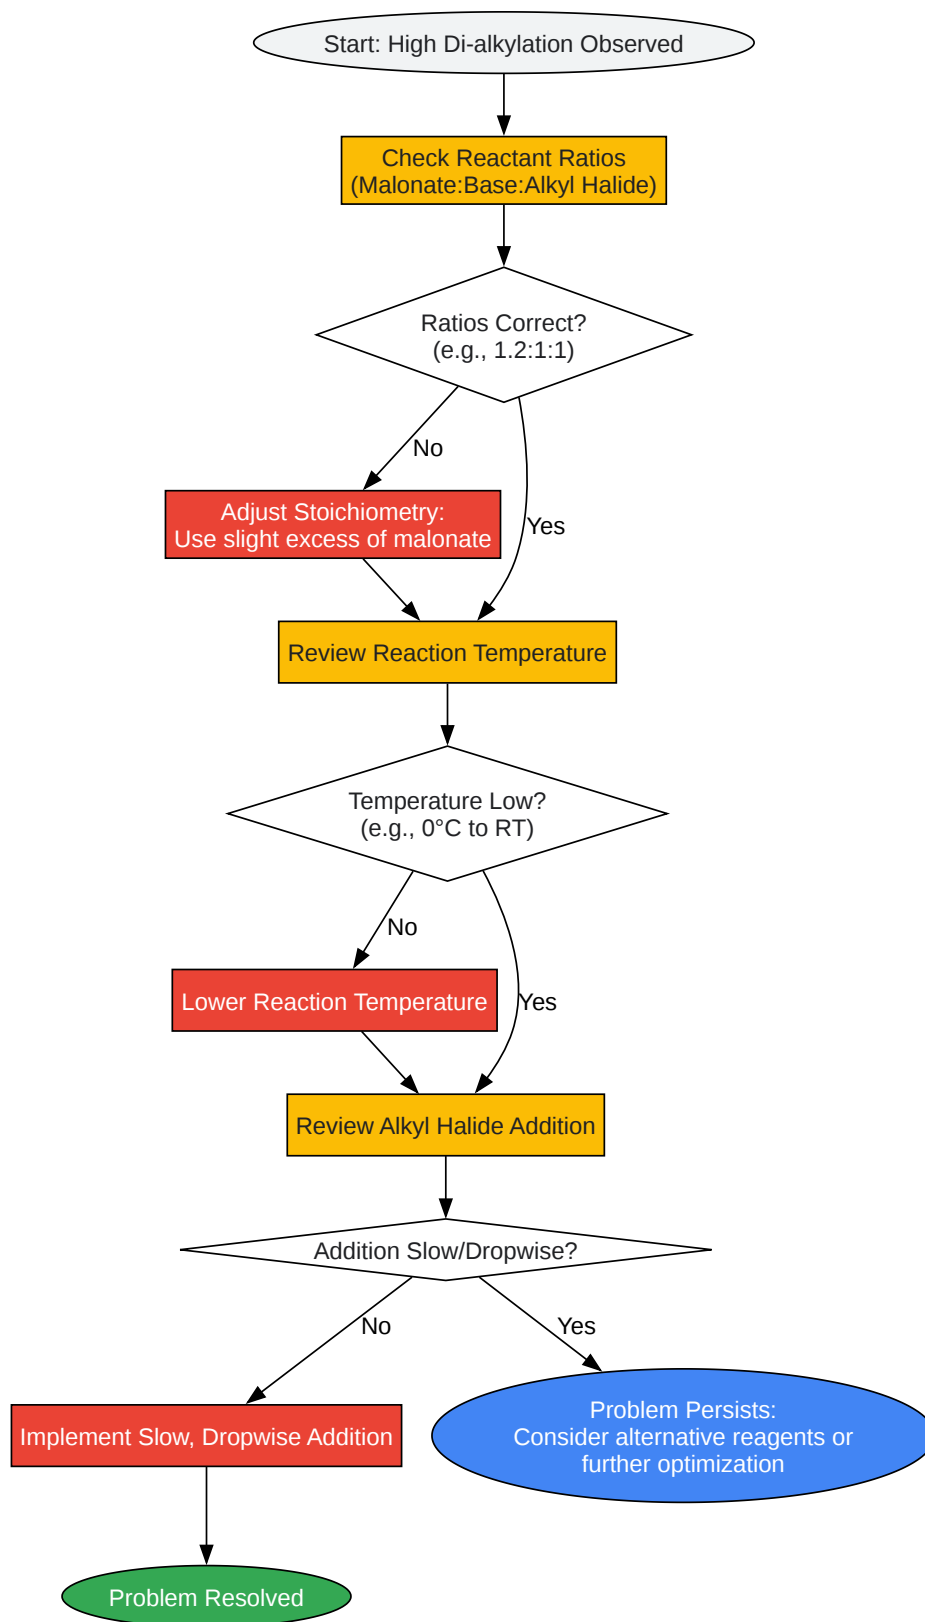 Start: High Di-alkylation Observed
Check Reactant Ratios
(Malonate:Base:Alkyl Halide)
Ratios Correct?
(e.g., 1.2:1:1)
No
Yes
Adjust Stoichiometry:
Use slight excess of malonate
Review Reaction Temperature
Temperature Low?
(e.g., 0°C to RT)
No
Yes
Lower Reaction Temperature
Review Alkyl Halide Addition
Addition Slow/Dropwise?
No
Yes
Implement Slow, Dropwise Addition
Problem Persists:
Consider alternative reagents or
further optimization
Problem Resolved